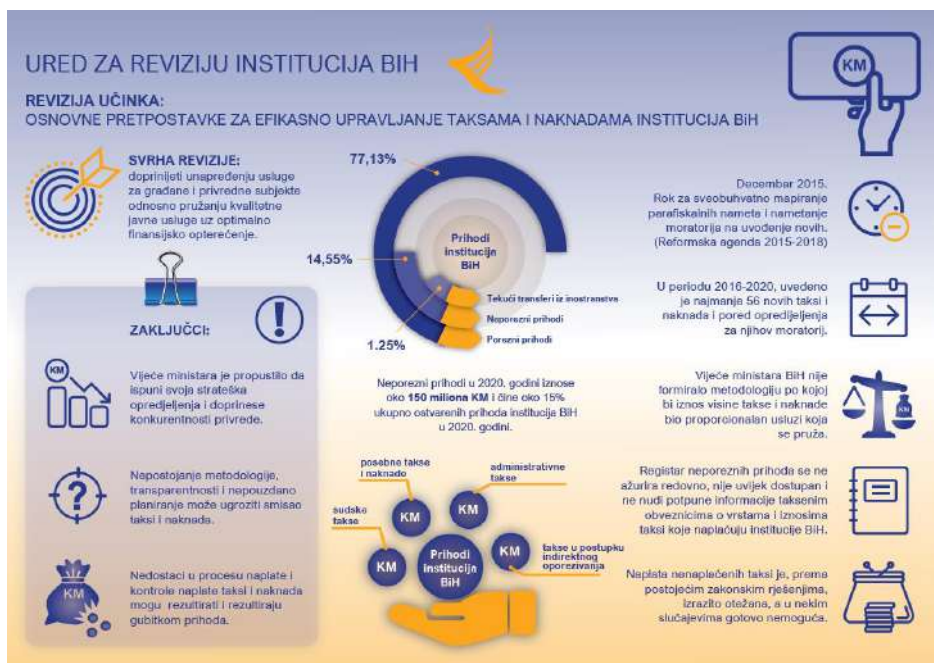 URED ZA REVIZIJU INSTITUCIJA BIH
REVIZIJA UČINKA:
OSNOVNE PRETPOSTAVKE ZA EFIKASNO UPRAVLJANJE TAKSAMA I NAKNADAMA INSTITUCIJA BiH
KM
SVRHA REVIZIJE:
doprinijeti unapređenju usluge
za građane i privredne subjekte
odnosno pružanju kvalitetne
javne usluge uz optimalno
finansijsko opterećenje.
ZAKLJUČCI:
KM
Vijeće ministara je propustilo da
ispuni svoja strateška
opredjeljenja i doprinese
konkurentnosti privrede.
?
Nepostojanje metodologije,
transparentnosti i nepouzdano
planiranje može ugroziti smisao
taksi i naknada.
KM
Nedostaci u procesu naplate i
kontrole naplate taksi i naknada
mogu rezultirati i rezultiraju
gubitkom prihoda.
77,13%
14,55%
1.25%
Prihodi
institucije
BiH
Tekući transferi iz inostranstva
Neporezni prihodi
Porezni prihodi
Neporezni prihodi u 2020. godini iznose
oko 150 miliona KM i čine oko 15%
ukupno ostvarenih prihoda institucija BiH
u 2020. godini.
posebne takse
i naknade
administrativne
takse
sudske
takse
takse u postupku
indirektnog
oporezivanja
KM
KM
KM
KM
Prihodi
institucija
BiH
Decembar 2015.
Rok za sveobuhvatno mapiranje
parafiskalnih nameta i nametanje
moratorija na uvođenje novih.
(Reformska agenda 2015-2018)
U periodu 2016-2020, uvedeno
je najmanje 56 novih taksi i
naknada i pored opredijeljenja
za njihov moratorij.
Vijeće ministara BiH nije
formiralo metodologiju po kojoj
bi iznos visine takse i naknade
bio proporcionalan usluzi koja
se pruža.
KM
Registar neporeznih prihoda se ne
ažurira redovno, nije uvijek dostupan i
ne nudi potpune informacije taksenim
obveznicima o vrstama i iznosima
taksi koje naplaćuju institucije BiH.
Naplata nenaplaćenih taksi je, prema
postojećim zakonskim rješenjima,
izrazito otežana, a u nekim
slučajevima gotovo nemoguća.